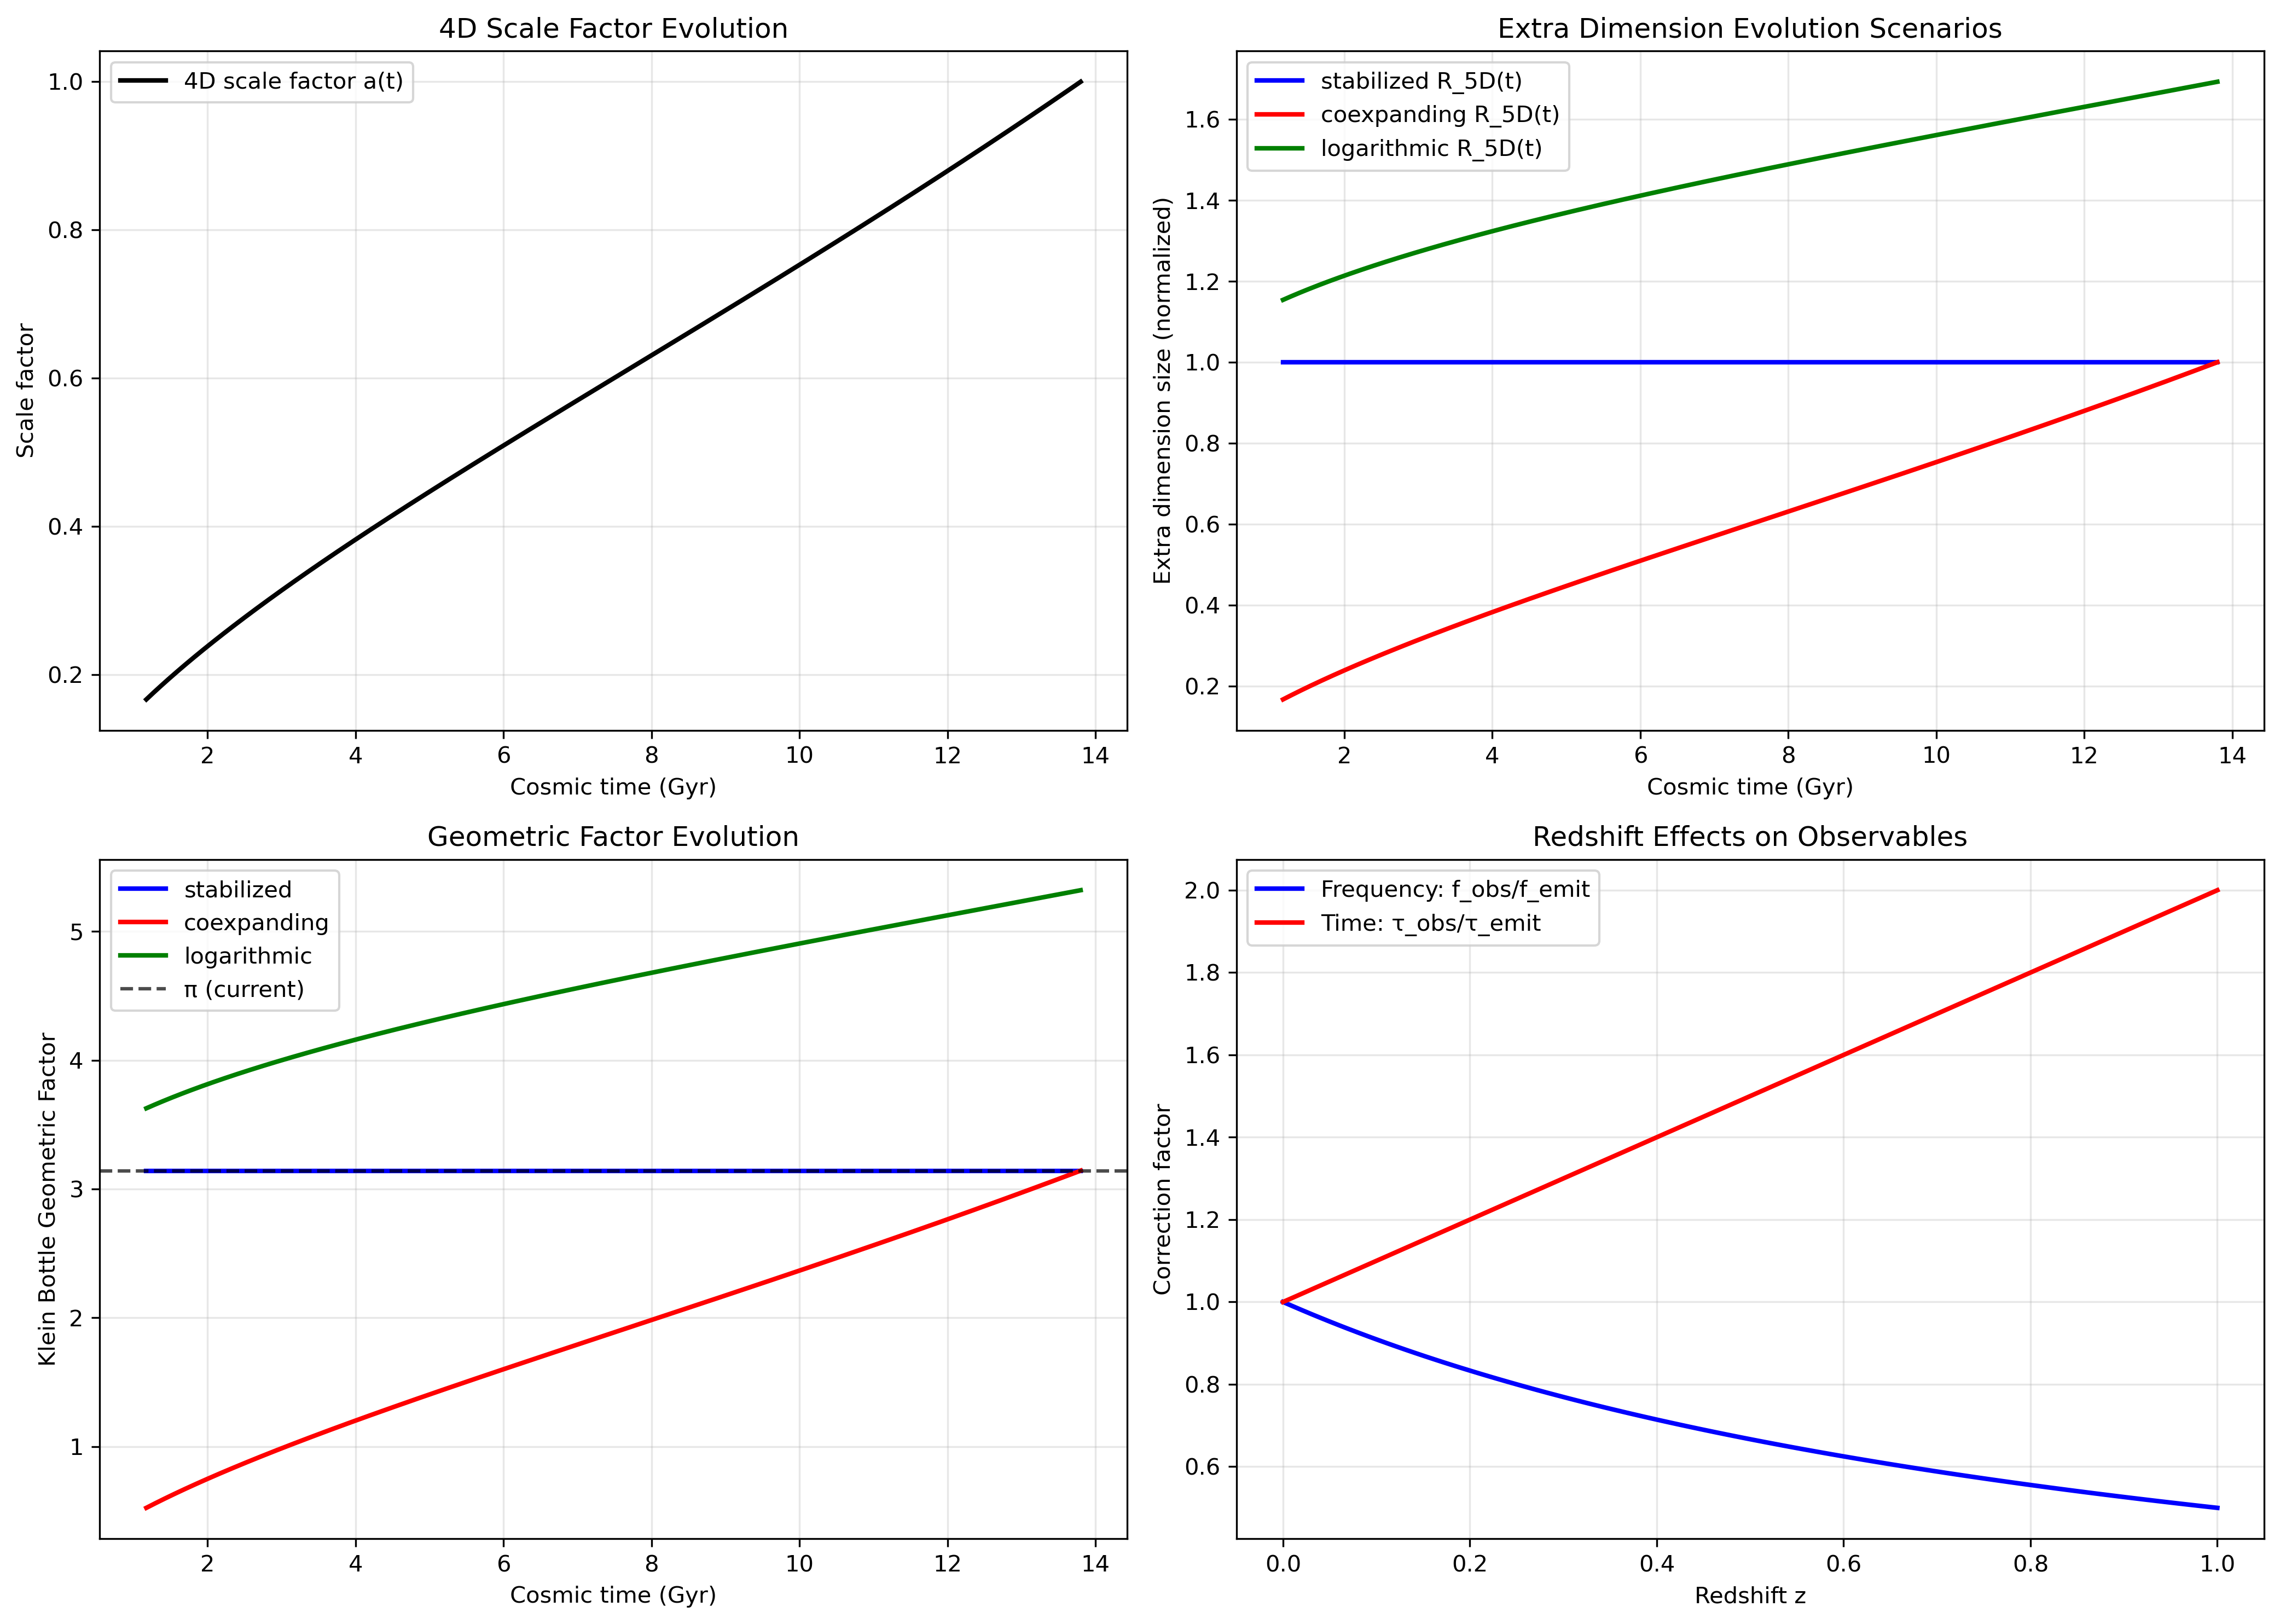 4D Scale Factor Evolution
4D scale factor a(t)
Scale factor
1.0
0.8
0.6
0.4
0.2
2 4 6 8 10 12 14
Cosmic time (Gyr)
Extra Dimension Evolution Scenarios
stabilized R_5D(t)
coexpanding R_5D(t)
logarithmic R_5D(t)
Extra dimension size (normalized)
1.6
1.4
1.2
1.0
0.8
0.6
0.4
0.2
2 4 6 8 10 12 14
Cosmic time (Gyr)
Geometric Factor Evolution
stabilized
coexpanding
logarithmic
π (current)
Klein Bottle Geometric Factor
5
4
3
2
1
2 4 6 8 10 12 14
Cosmic time (Gyr)
Redshift Effects on Observables
Frequency: f_obs/f_emit
Time: τ_obs/τ_emit
Correction factor
2.0
1.8
1.6
1.4
1.2
1.0
0.8
0.6
0.0 0.2 0.4 0.6 0.8 1.0
Redshift z